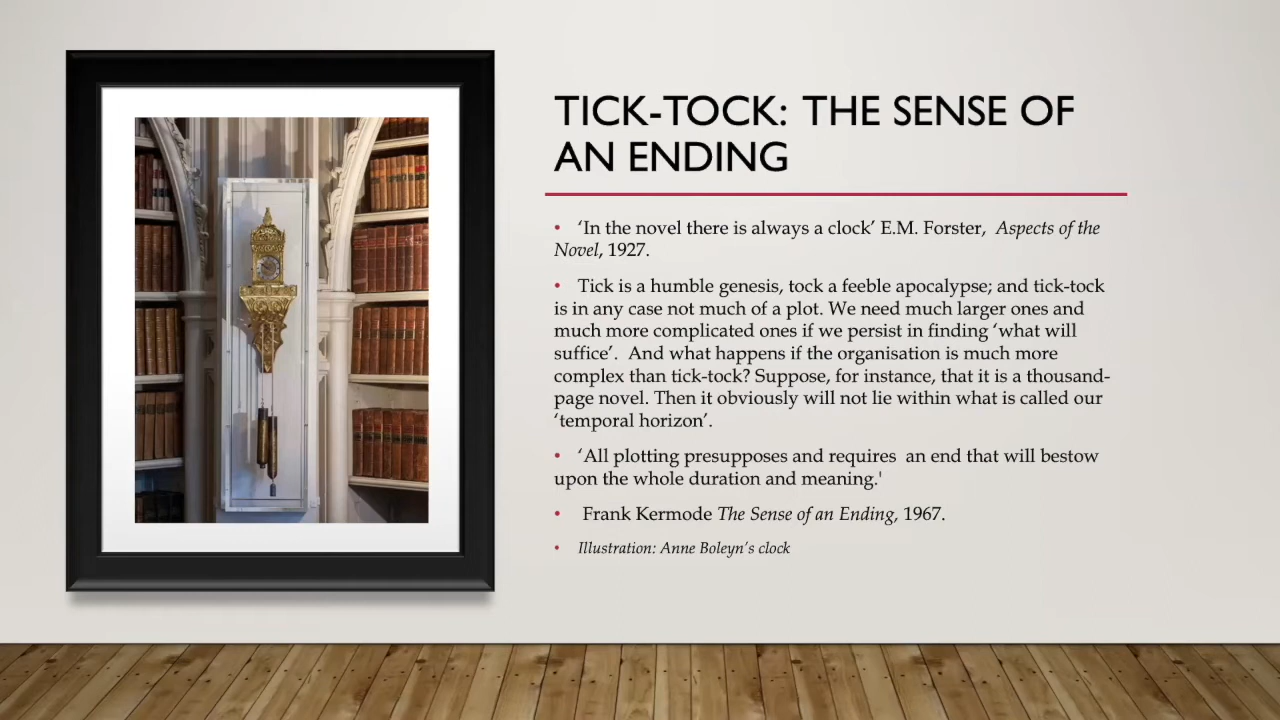 TICK-TOCK: THE SENSE OF
AN ENDING
• ‘In the novel there is always a clock’ E.M. Forster,  Aspects of the
Novel, 1927.
• Tick is a humble genesis, tock a feeble apocalypse; and tick-tock
is in any case not much of a plot. We need much larger ones and
much more complicated ones if we persist in finding ‘what will
suffice’.  And what happens if the organisation is much more
complex than tick-tock? Suppose, for instance, that it is a thousand-
page novel. Then it obviously will not lie within what is called our
‘temporal horizon’.
• ‘All plotting presupposes and requires  an end that will bestow
upon the whole duration and meaning.'
• Frank Kermode The Sense of an Ending, 1967.
• Illustration: Anne Boleyn’s clock